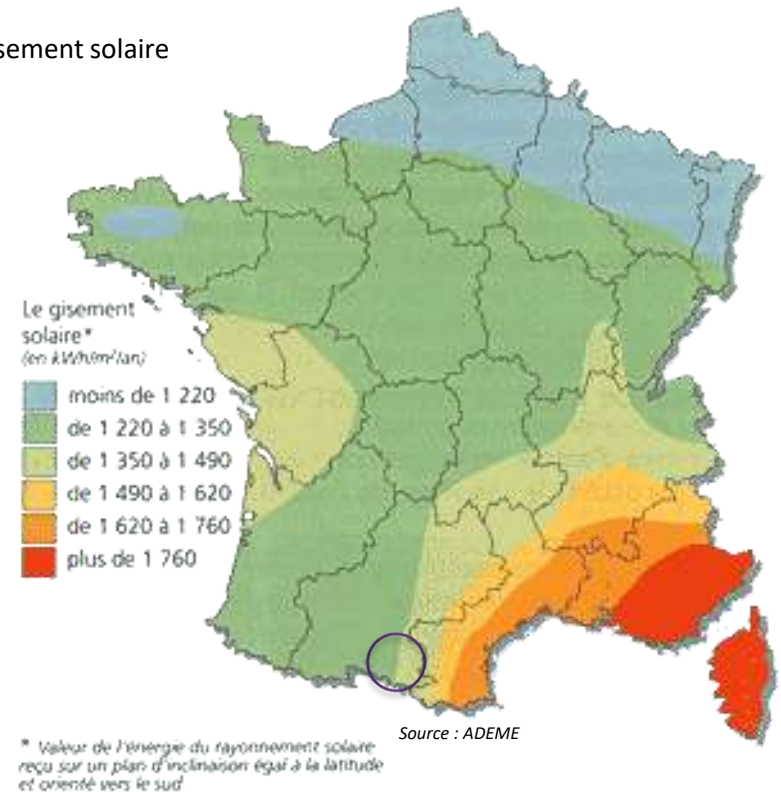 sement solaire
Le gisement
solaire*
(en kWh/m²/an)
moins de 1 220
de 1 220 à 1 350
de 1 350 à 1 490
de 1 490 à 1 620
de 1 620 à 1 760
plus de 1 760
Source : ADEME
* Valeur de l'énergie du rayonnement solaire
reçu sur un plan d'inclinaison égal à la latitude
et orienté vers le sud